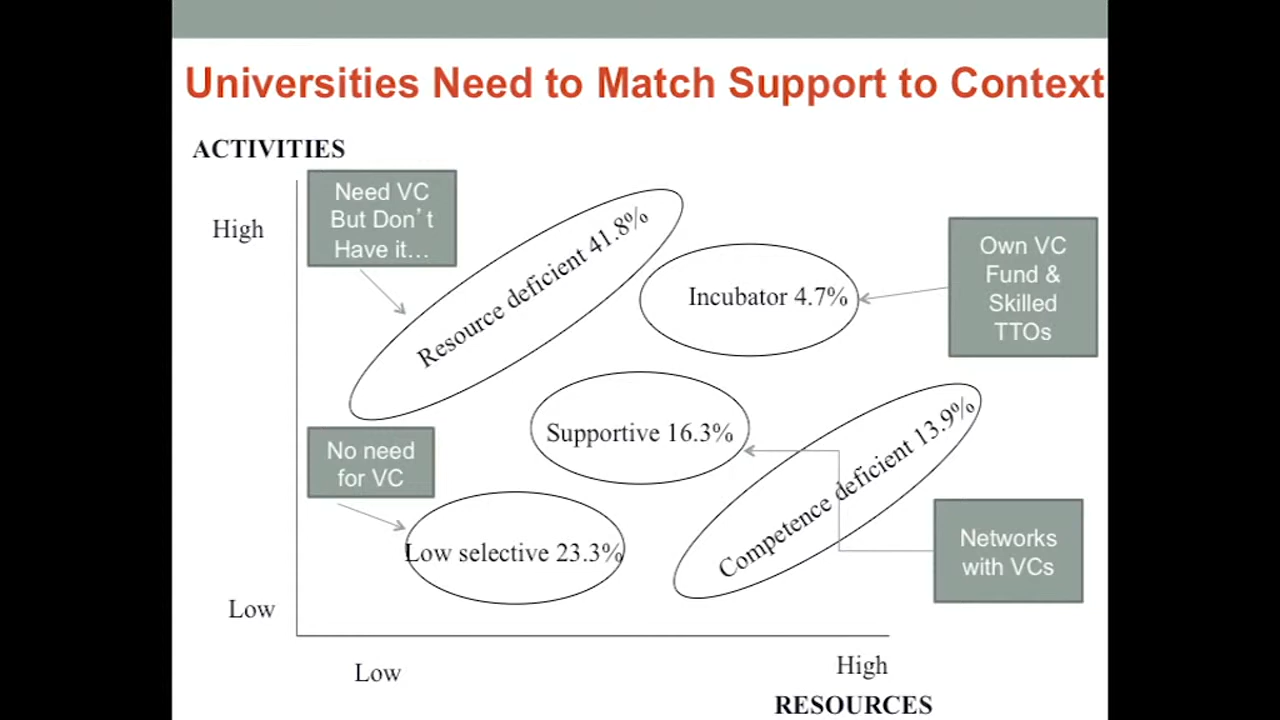 Universities Need to Match Support to Context
ACTIVITIES
Need VC
But Don't
Have it...
High
Resource deficient 41.8%
Incubator 4.7%
Own VC
Fund &
Skilled
TTOs
Supportive 16.3%
Competence deficient 13.9%
No need
for VC
Low selective 23.3%
Networks
with VCs
Low
Low
High
RESOURCES